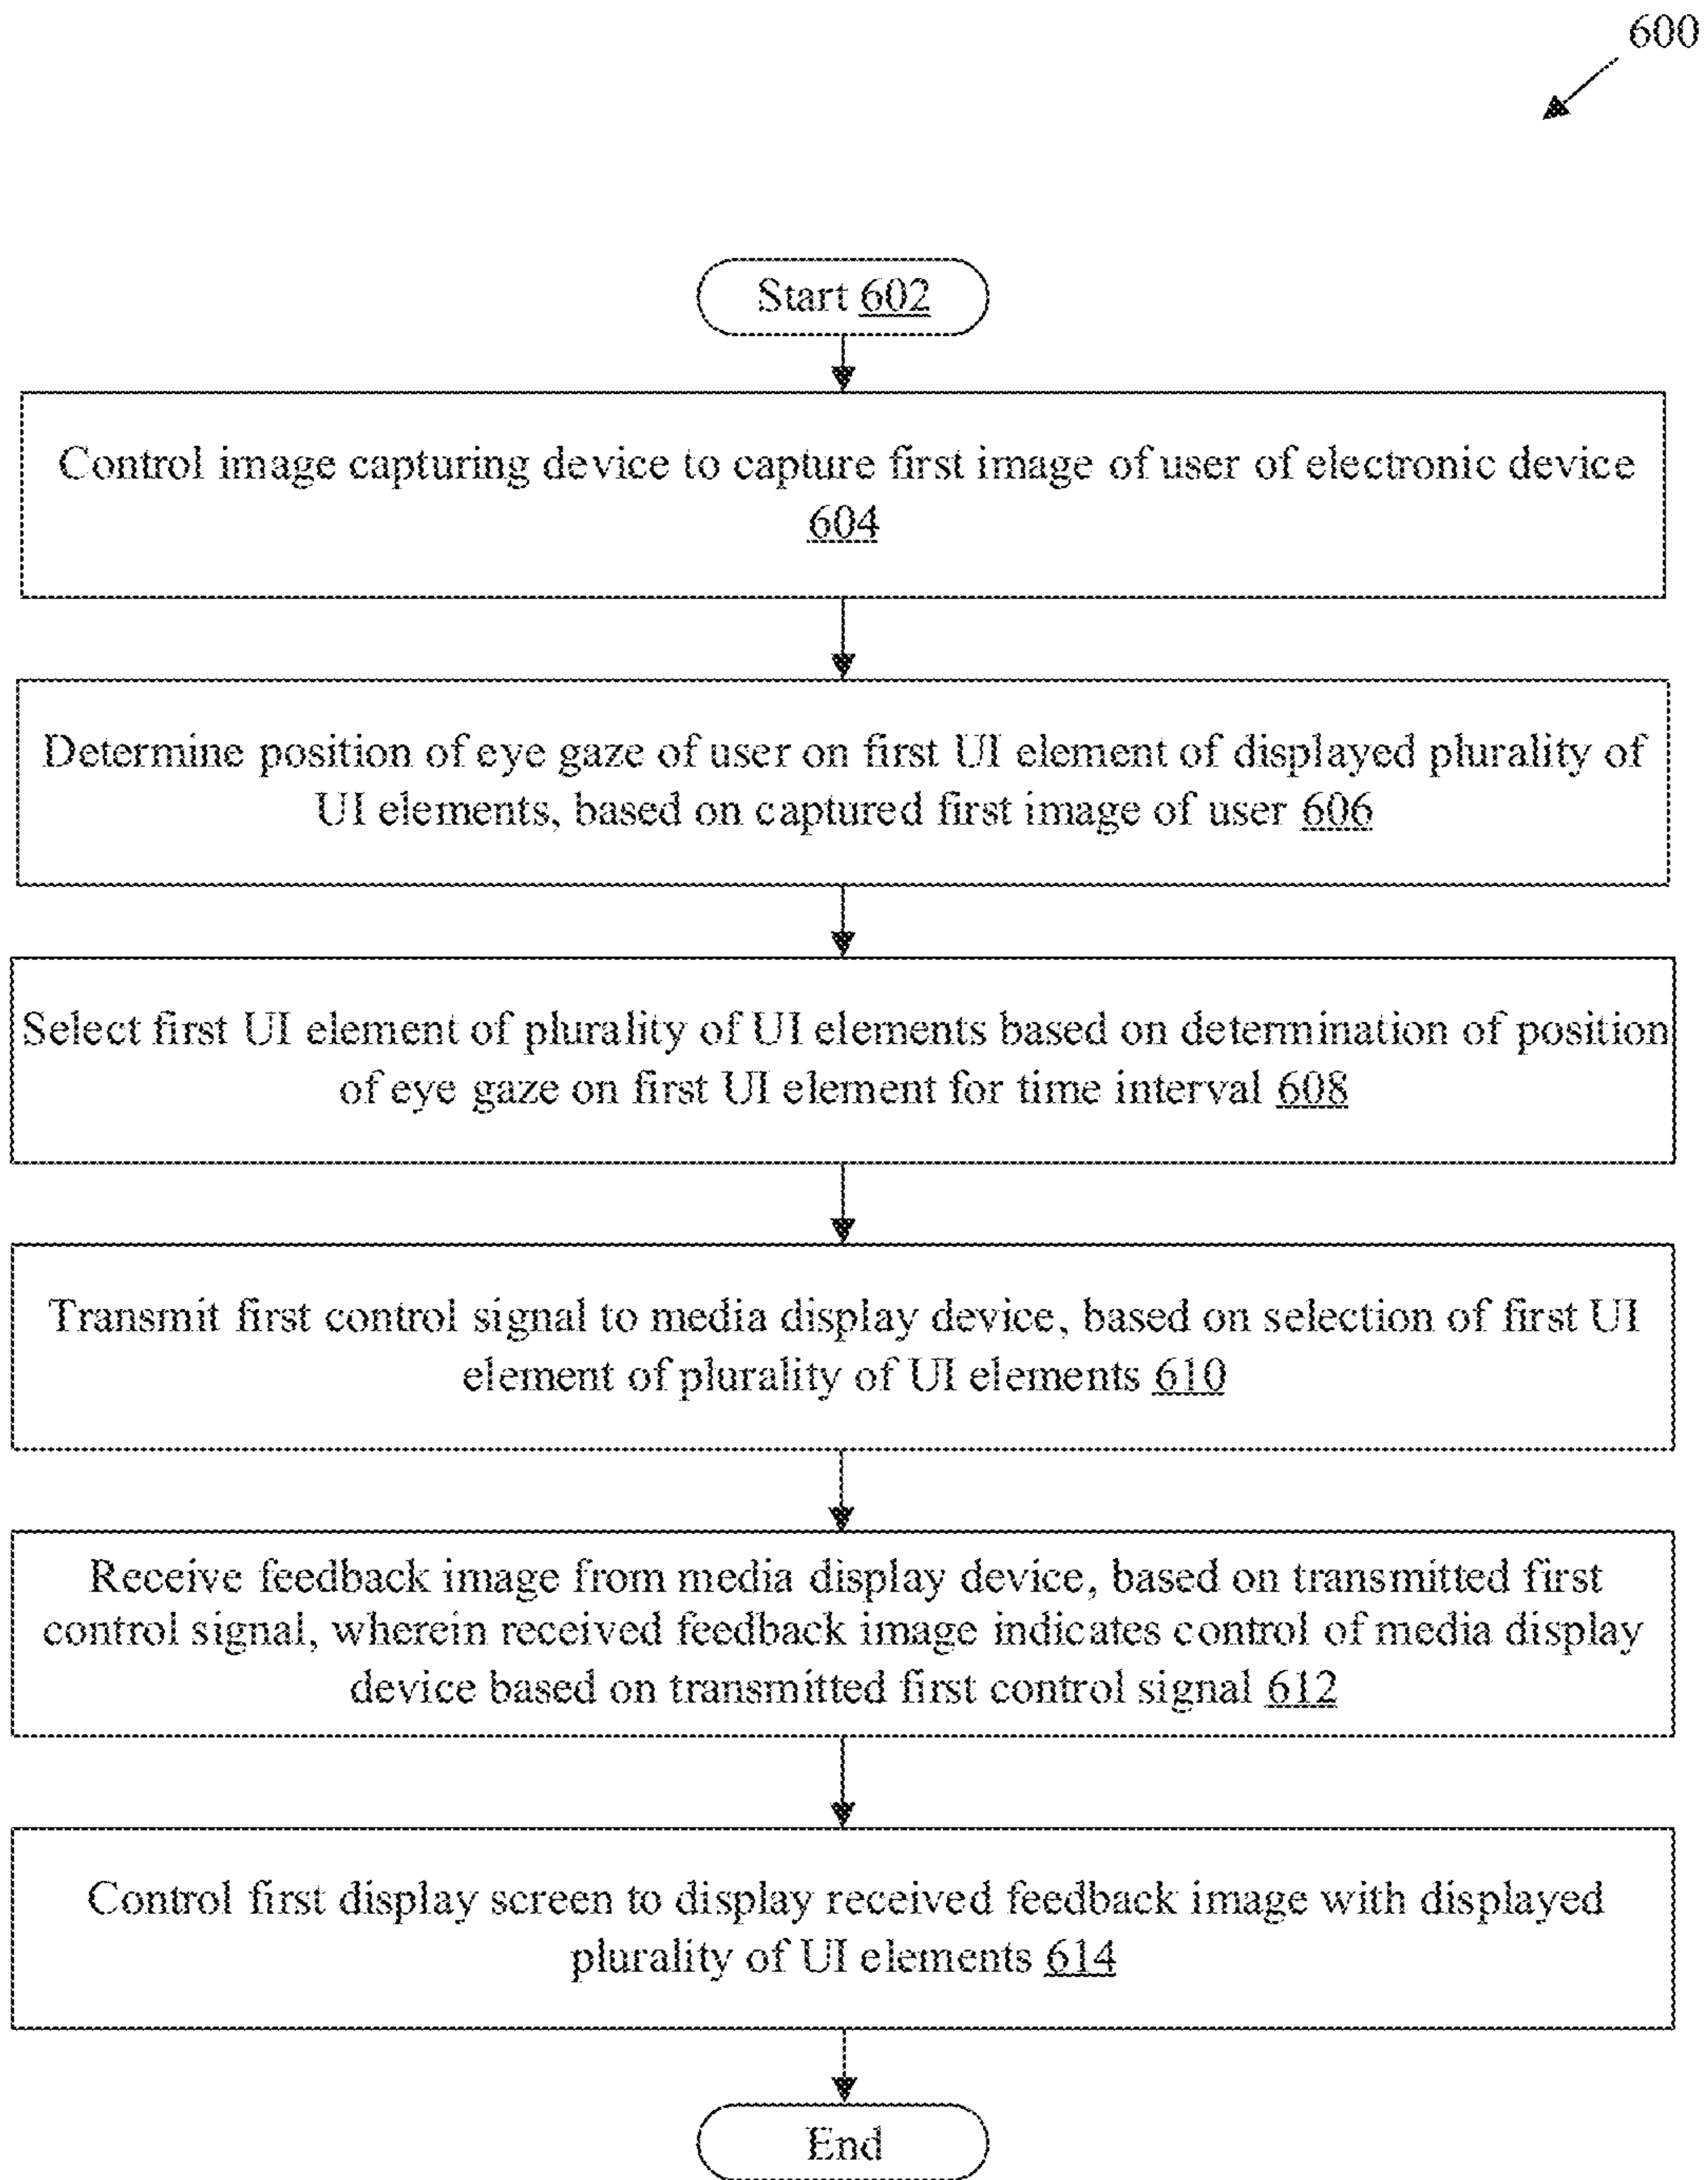 600
Start 602
Control image capturing device to capture first image of user of electronic device
604
Determine position of eye gaze of user on first UI element of displayed plurality of
UI elements, based on captured first image of user 606
Select first UI element of plurality of UI elements based on determination of position
of eye gaze on first UI element for time interval 608
Transmit first control signal to media display device, based on selection of first UI
element of plurality of UI elements 610
Receive feedback image from media display device, based on transmitted first
control signal, wherein received feedback image indicates control of media display
device based on transmitted first control signal 612
Control first display screen to display received feedback image with displayed
plurality of UI elements 614
End